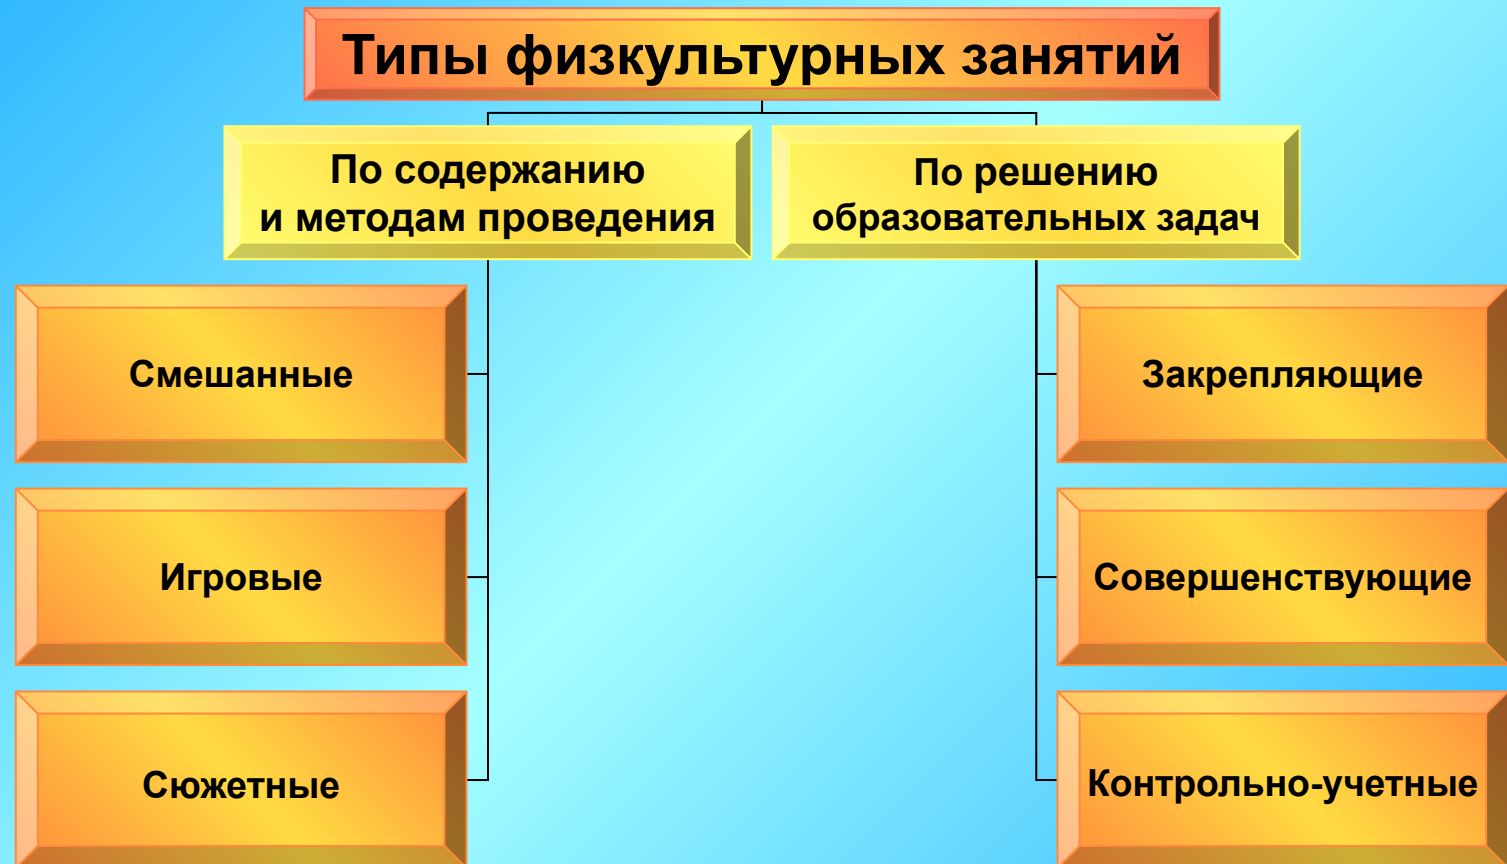 Типы физкультурных занятий
По содержанию
и методам проведения
По решению
образовательных задач
Смешанные
Закрепляющие
Игровые
Совершенствующие
Сюжетные
Контрольно-учетные